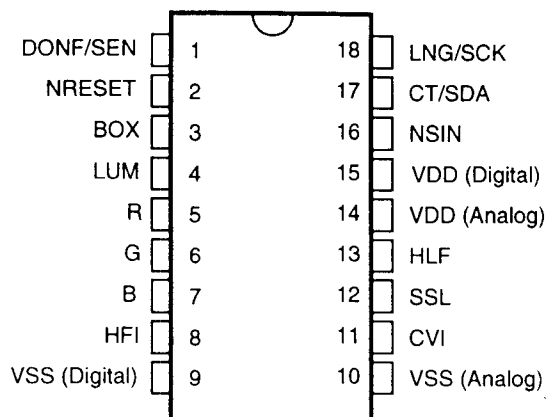 DONF/SEN 1 18 LNG/SCK
NRESET 2 17 CT/SDA
BOX 3 16 NSIN
LUM 4 15 VDD (Digital)
R 5 14 VDD (Analog)
G 6 13 HLF
B 7 12 SSL
HFI 8 11 CVI
VSS (Digital) 9 10 VSS (Analog)